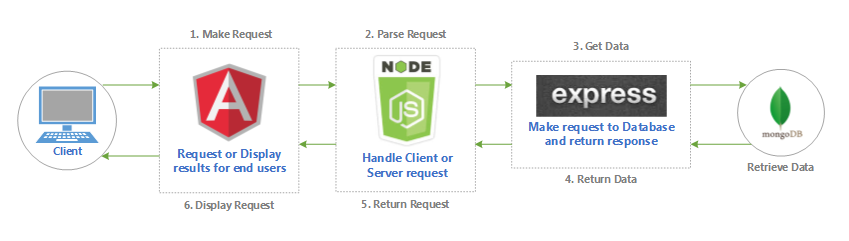 1. Make Request
2. Parse Request
3. Get Data
NODE
JS
express
mongoDB
Client
Request or Display
results for end users
Handle Client or
Server request
Make request to Database
and return response
Retrieve Data
4. Return Data
5. Return Request
6. Display Request